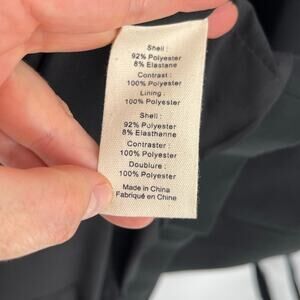 Shell :
92% Polyester
8% Elastane
Contrast :
100% Polyester
Lining :
100% Polyester
Shell :
92% Polyester
8% Elasthanne
Contraster :
100% Polyester
Doublure :
100% Polyester
Made in China
Fabriqué en Chine